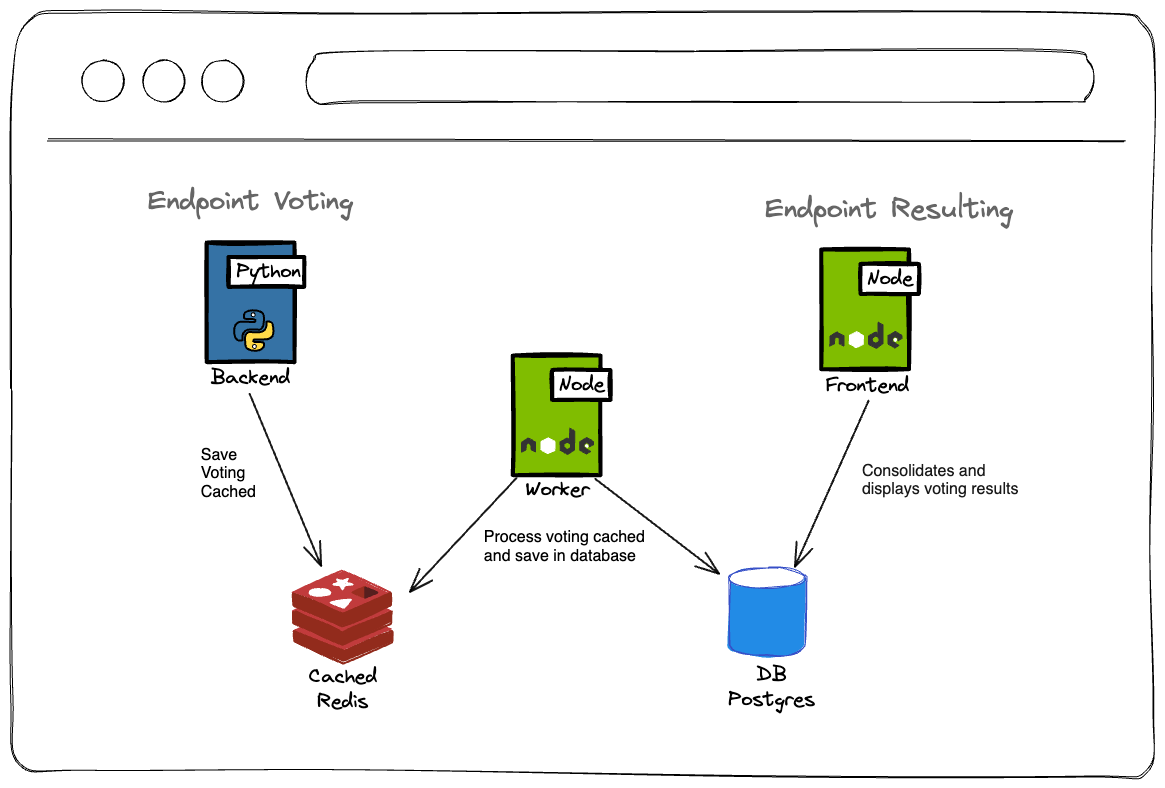 Endpoint Voting
Endpoint Resulting
Python
Backend
Node
node
Frontend
Node
node
Worker
Save
Voting
Cached
Consolidates and
displays voting results
Process voting cached
and save in database
Cached
Redis
DB
Postgres